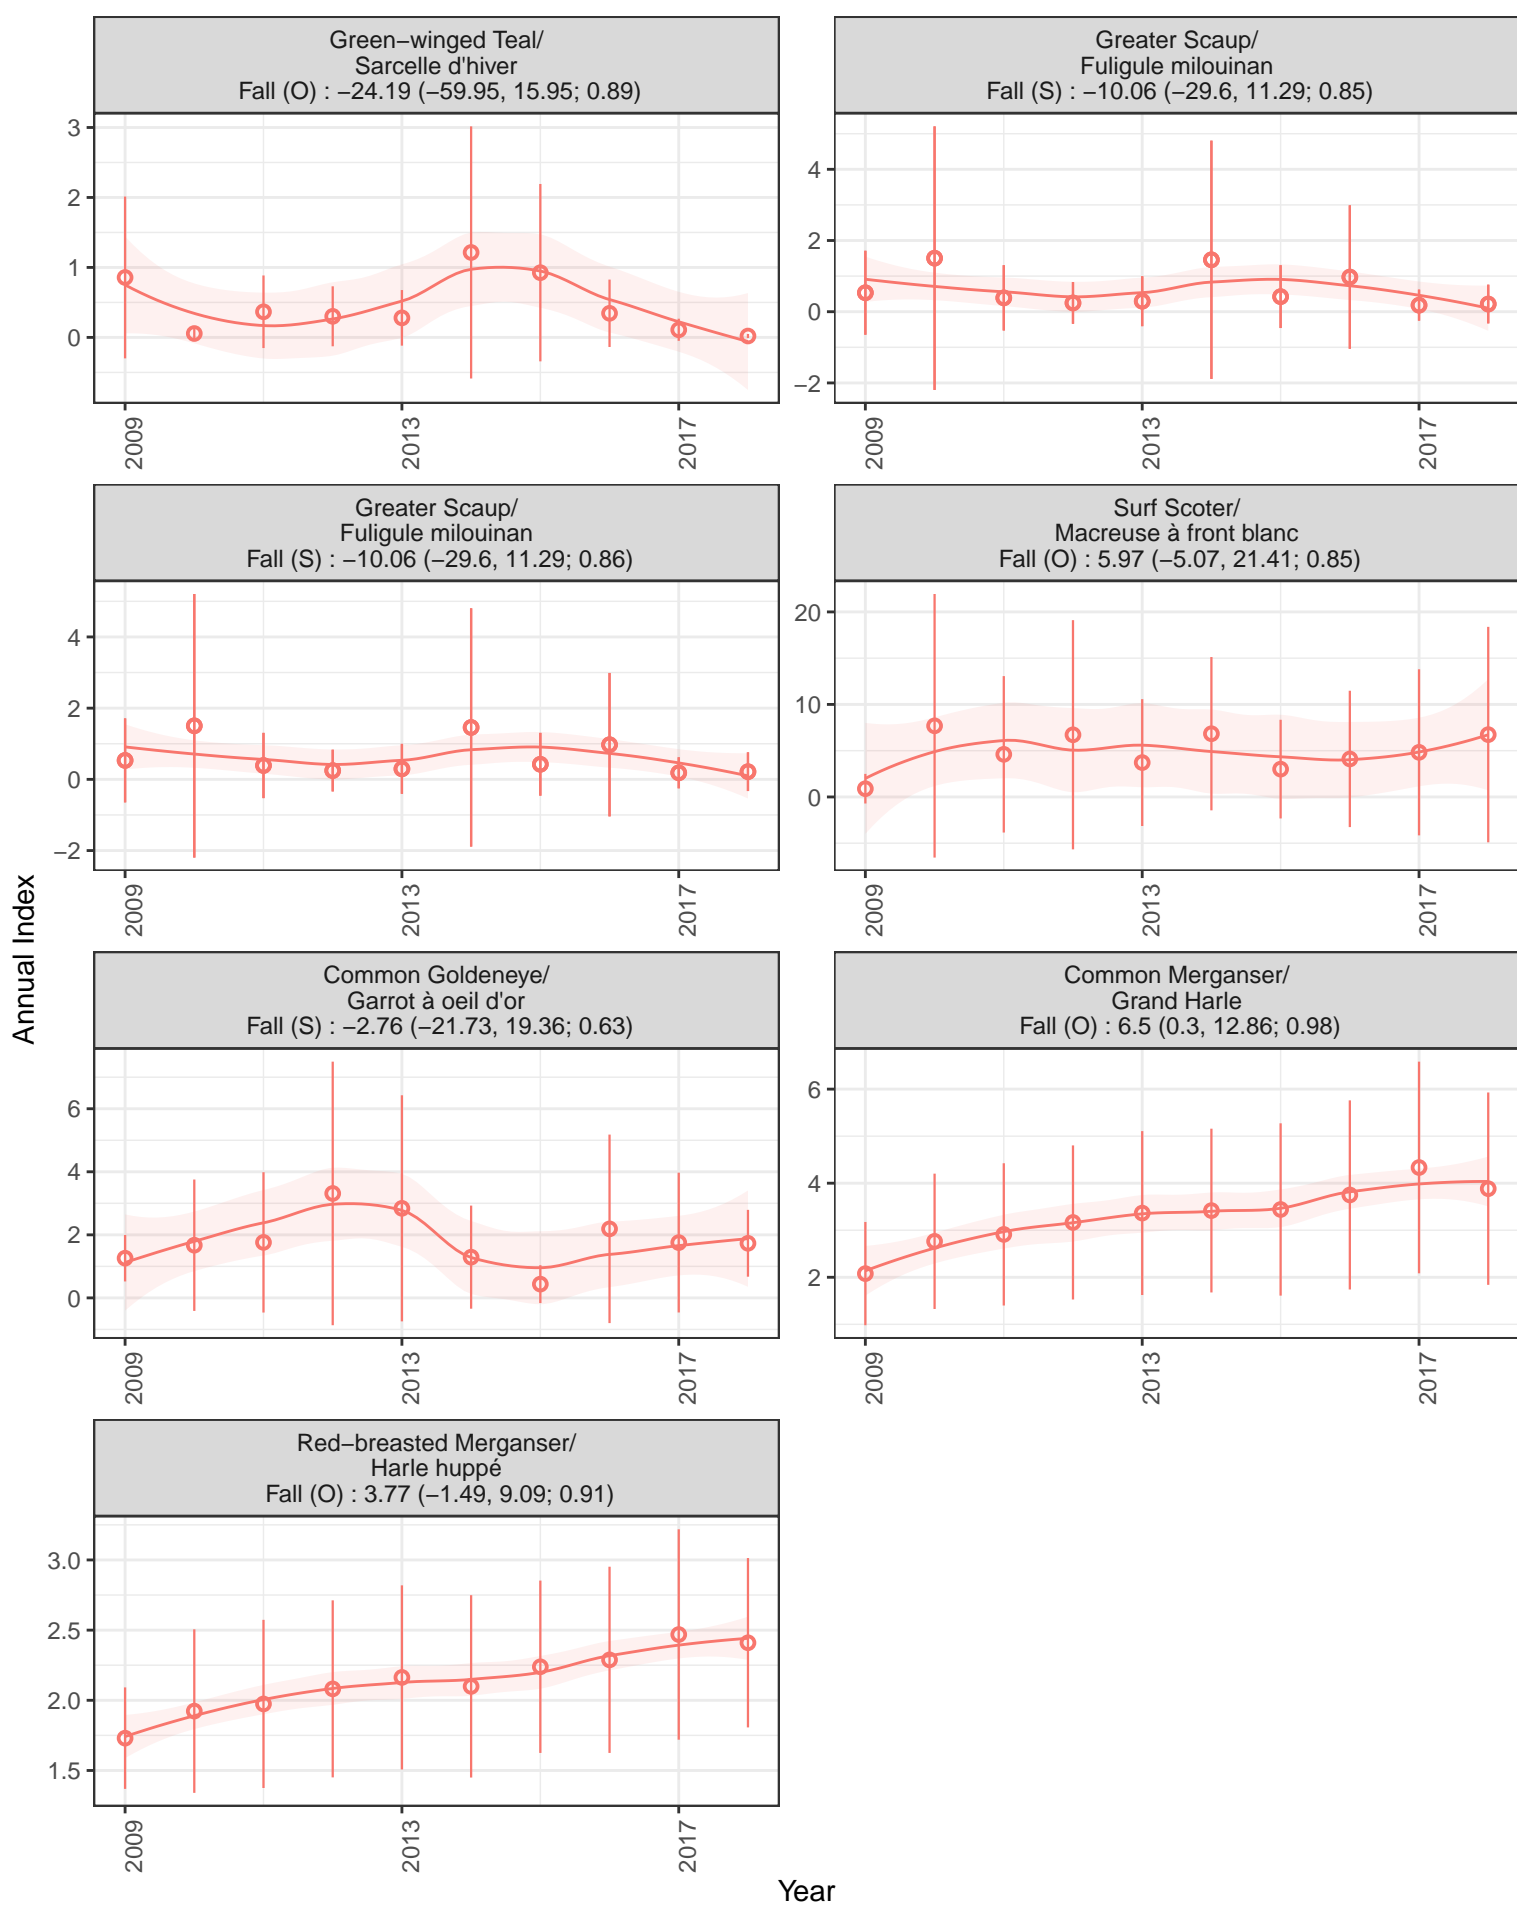 Green−winged Teal/
Sarcelle d'hiver
Fall (O) : −24.19 (−59.95, 15.95; 0.89)
3
2
1
0
2009
2013
2017
Greater Scaup/
Fuligule milouinan
Fall (S) : −10.06 (−29.6, 11.29; 0.85)
4
2
0
−2
2009
2013
2017
Greater Scaup/
Fuligule milouinan
Fall (S) : −10.06 (−29.6, 11.29; 0.86)
4
2
0
−2
2009
2013
2017
Surf Scoter/
Macreuse à front blanc
Fall (O) : 5.97 (−5.07, 21.41; 0.85)
20
10
0
2009
2013
2017
Annual Index
Common Goldeneye/
Garrot à oeil d'or
Fall (S) : −2.76 (−21.73, 19.36; 0.63)
6
4
2
0
2009
2013
2017
Common Merganser/
Grand Harle
Fall (O) : 6.5 (0.3, 12.86; 0.98)
6
4
2
2009
2013
2017
Red−breasted Merganser/
Harle huppé
Fall (O) : 3.77 (−1.49, 9.09; 0.91)
3.0
2.5
2.0
1.5
2009
2013
2017
Year